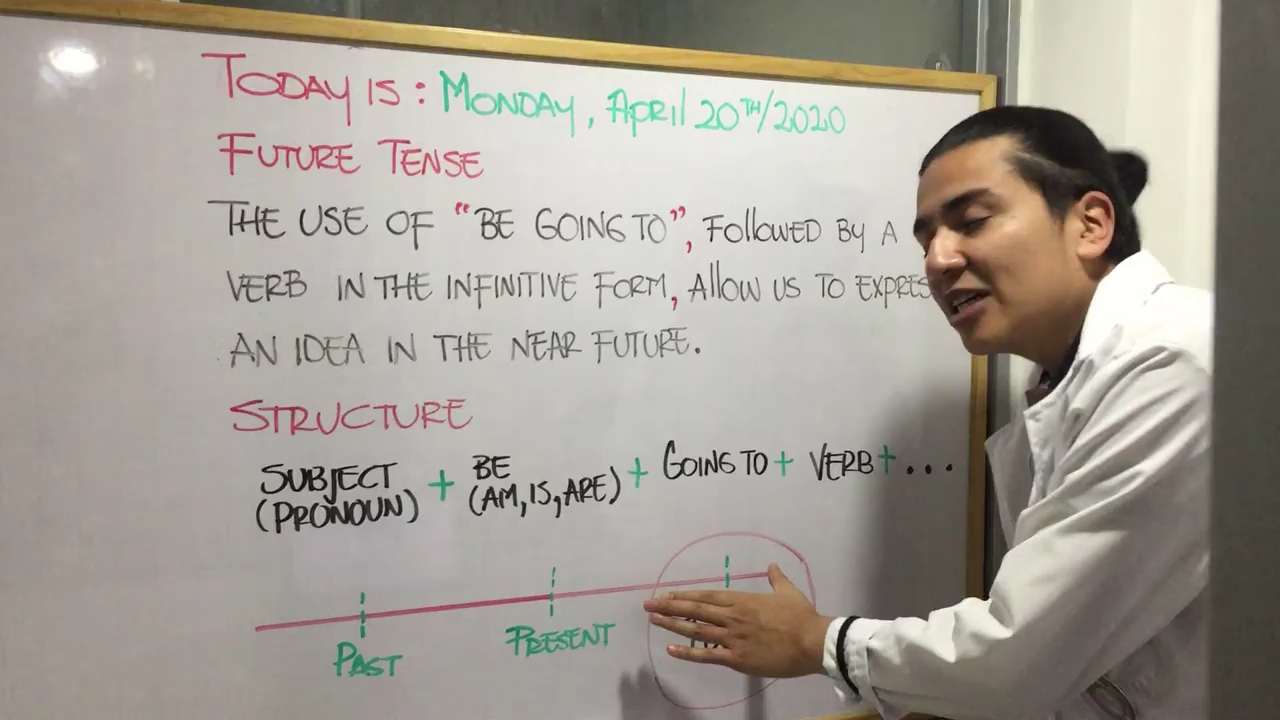 TODAY IS: MONDAY, APRIL 20TH/2020
FUTURE TENSE
THE USE OF "BE GOING TO", FOLLOWED BY A
VERB IN THE INFINITIVE FORM, ALLOW US TO
AN IDEA IN THE NEAR FUTURE.
STRUCTURE
SUBJECT + BE + GOING TO + VERB + ...
(PRONOUN) (AM, IS, ARE)
PAST PRESENT